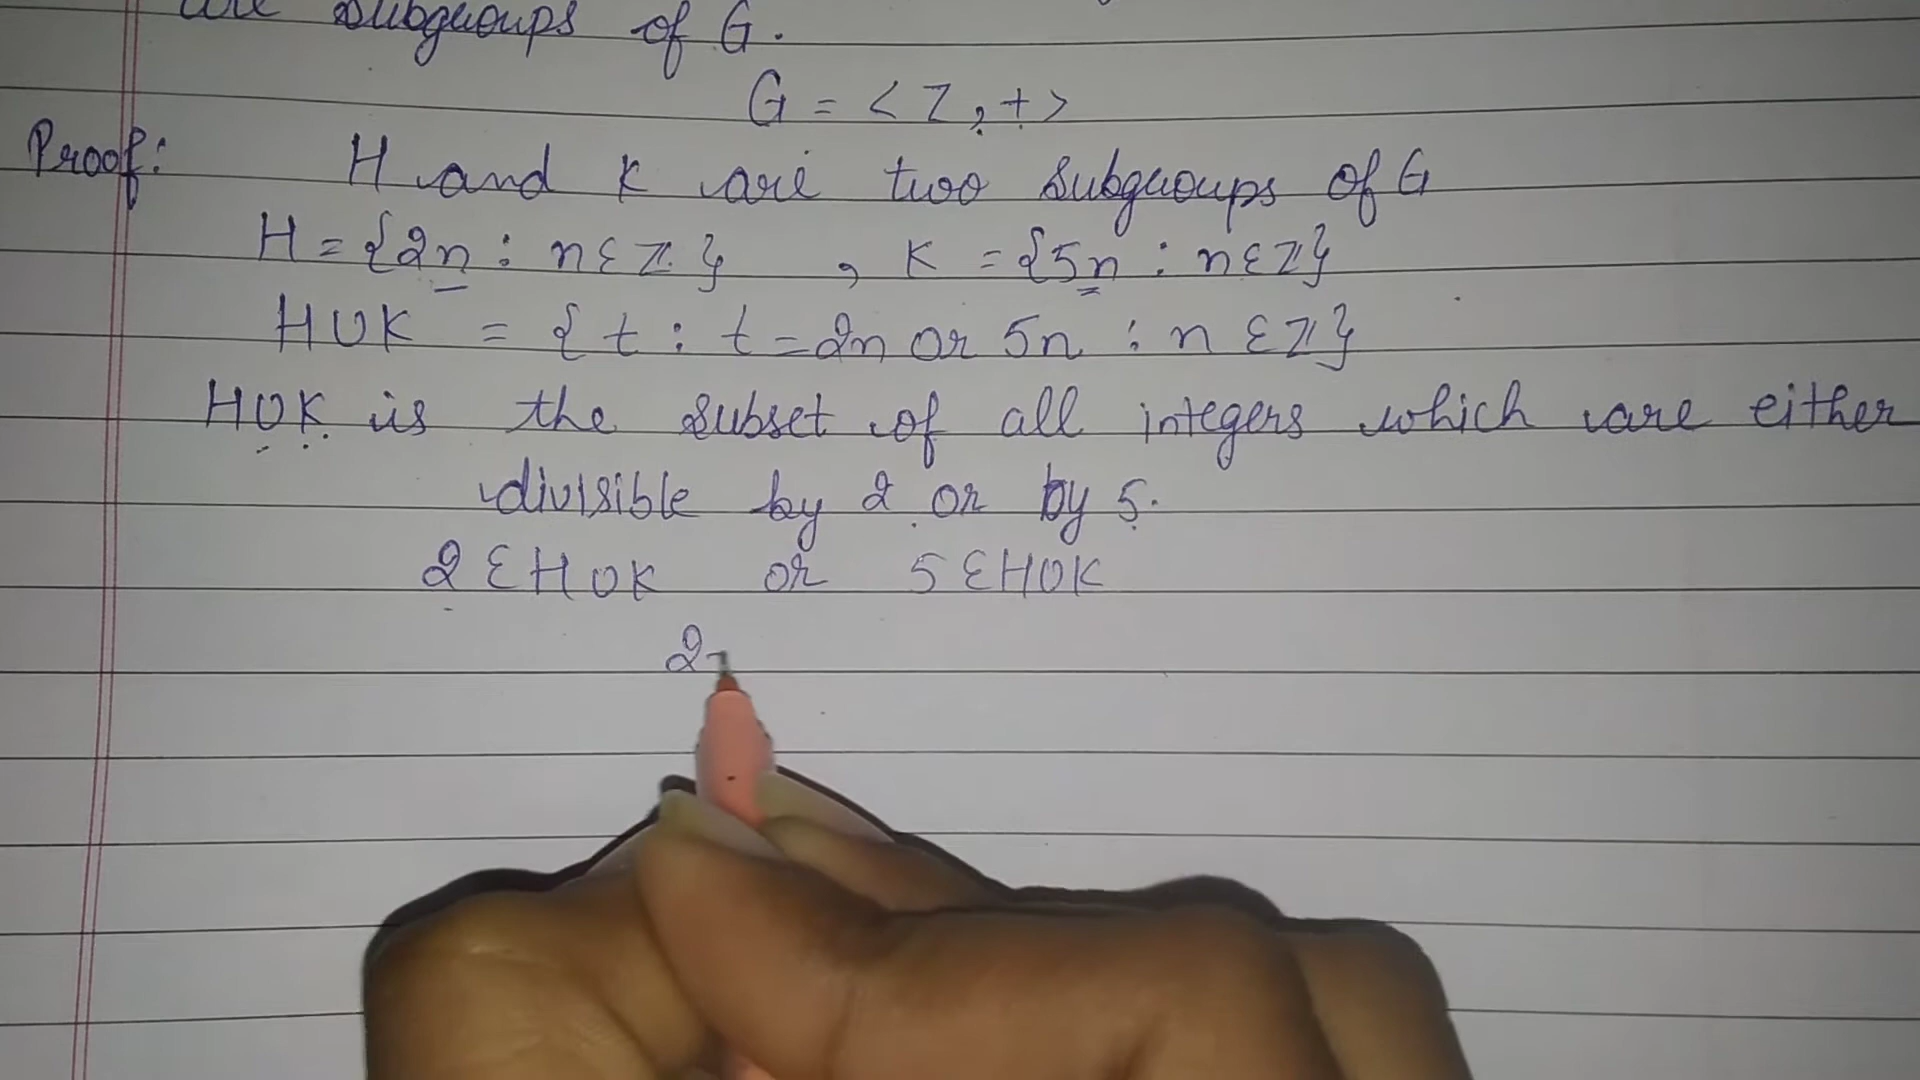 are subgroups of G.
G = < Z, + >
Proof: H and K are two subgroups of G
H = {2n : n ∈ Z} , K = {5n : n ∈ Z}
H∪K = {t : t = 2n or 5n : n ∈ Z}
H∪K is the subset of all integers which are either
divisible by 2 or by 5.
2 ∈ H∪K or 5 ∈ H∪K
2-